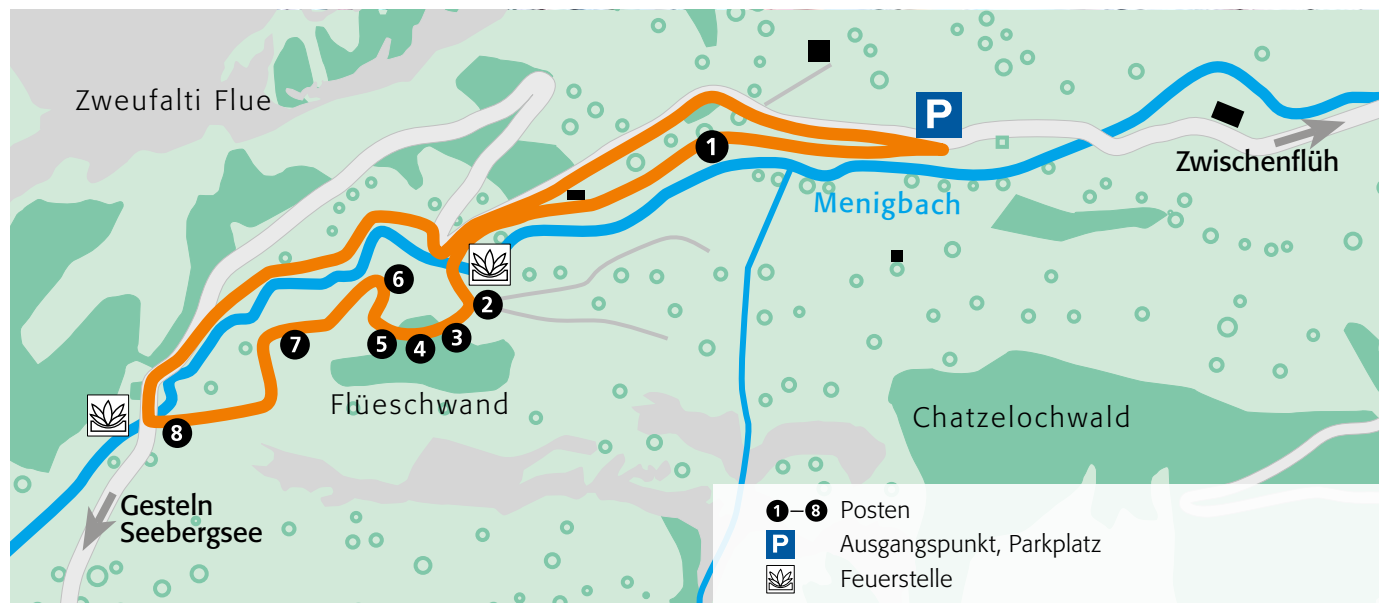 Zweufalti Flue
P
1
Zwischenflüh
Menigbach
6
2
3
5
4
7
Flüeschwand
8
Chatzelochwald
Gesteln
Seebergsee
1–8 Posten
P Ausgangspunkt, Parkplatz
Feuerstelle